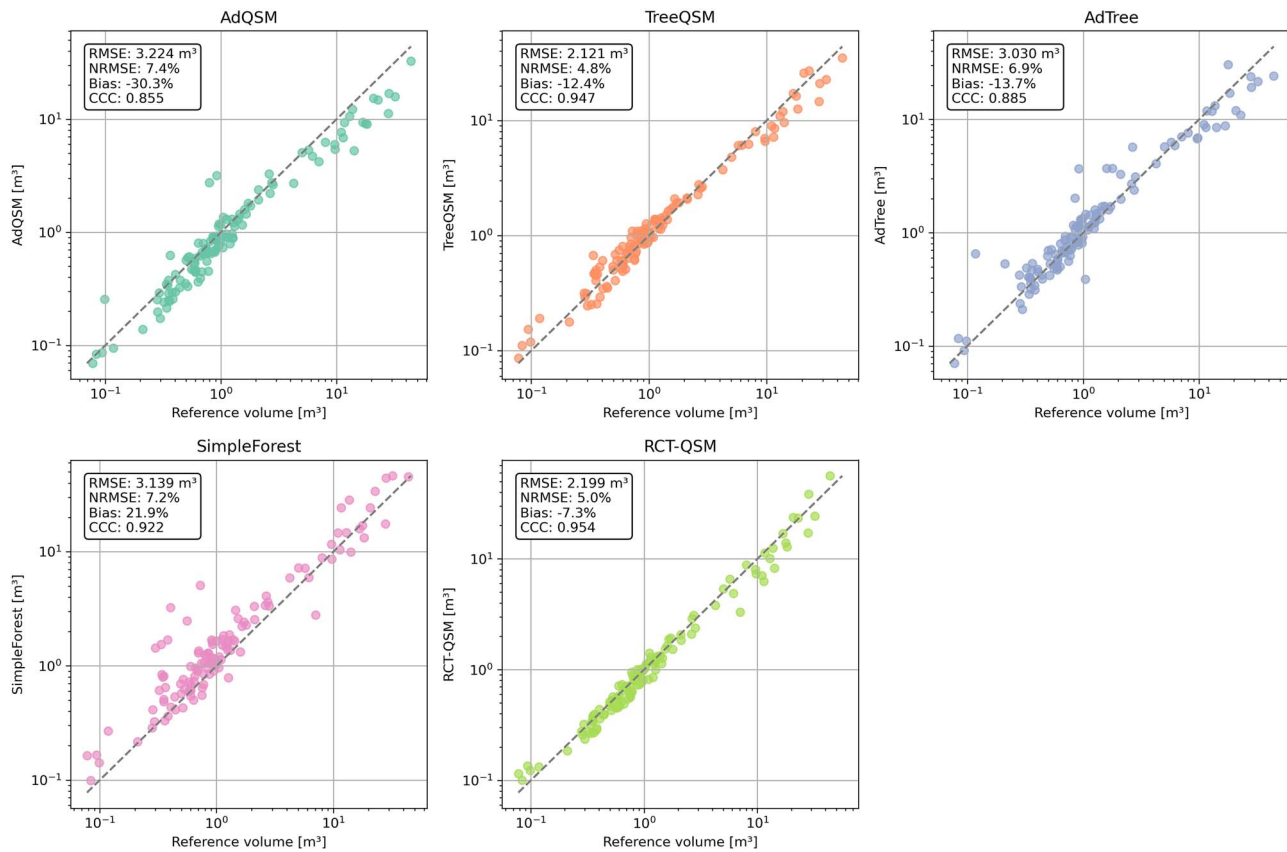 AdQSM
RMSE: 3.224 m³
NRMSE: 7.4%
Bias: -30.3%
CCC: 0.855
10¹
10⁰
10⁻¹
AdQSM [m³]
10⁻¹ 10⁰ 10¹
Reference volume [m³]
TreeQSM
RMSE: 2.121 m³
NRMSE: 4.8%
Bias: -12.4%
CCC: 0.947
10¹
10⁰
10⁻¹
TreeQSM [m³]
10⁻¹ 10⁰ 10¹
Reference volume [m³]
AdTree
RMSE: 3.030 m³
NRMSE: 6.9%
Bias: -13.7%
CCC: 0.885
10¹
10⁰
10⁻¹
AdTree [m³]
10⁻¹ 10⁰ 10¹
Reference volume [m³]
SimpleForest
RMSE: 3.139 m³
NRMSE: 7.2%
Bias: 21.9%
CCC: 0.922
10¹
10⁰
10⁻¹
SimpleForest [m³]
10⁻¹ 10⁰ 10¹
Reference volume [m³]
RCT-QSM
RMSE: 2.199 m³
NRMSE: 5.0%
Bias: -7.3%
CCC: 0.954
10¹
10⁰
10⁻¹
RCT-QSM [m³]
10⁻¹ 10⁰ 10¹
Reference volume [m³]